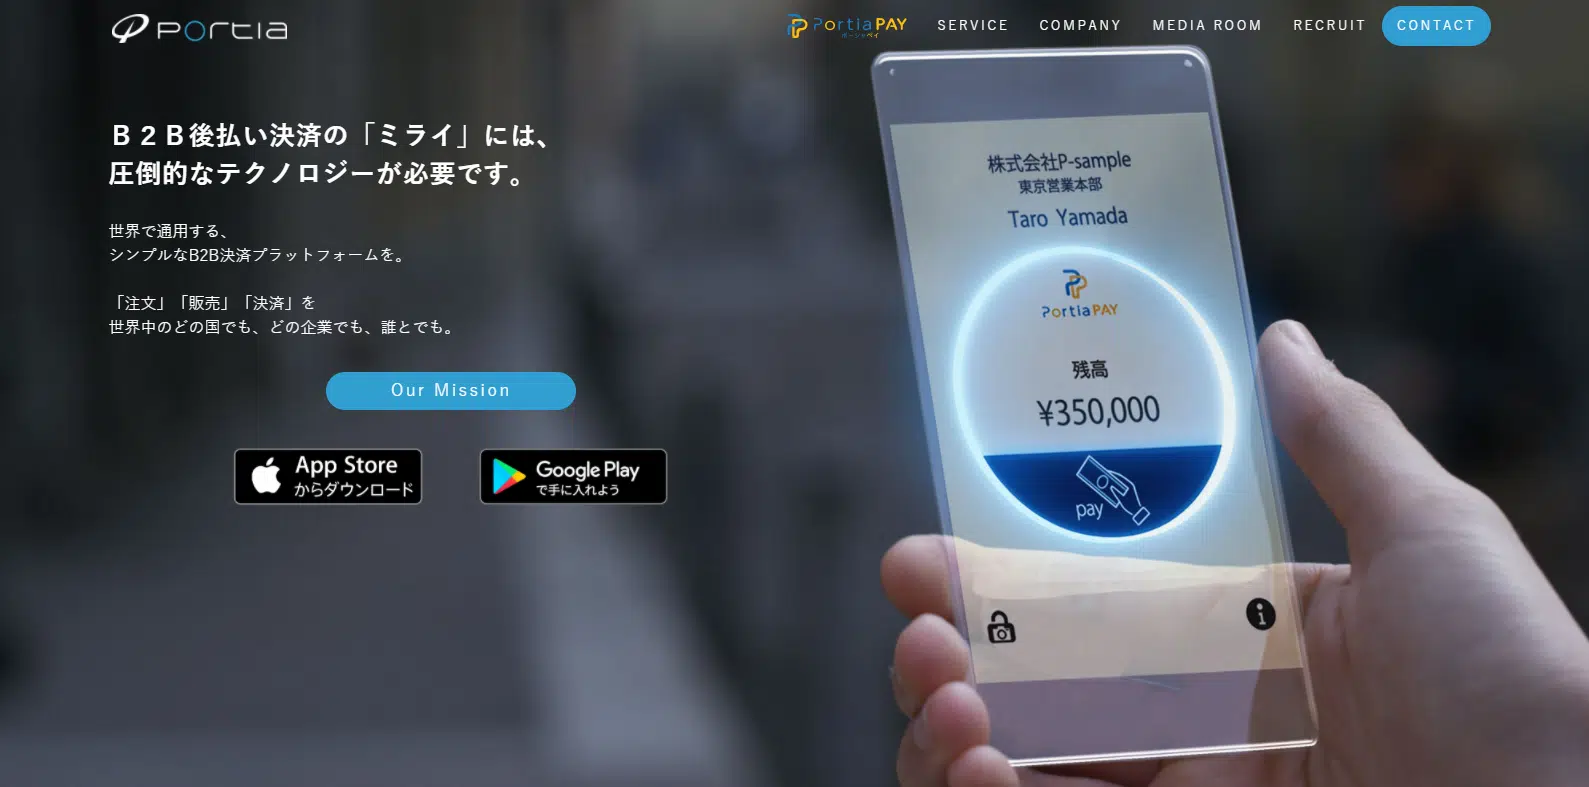 Portia
PortiaPAY
ポーシャペイ
SERVICE
COMPANY
MEDIA ROOM
RECRUIT
CONTACT
Ｂ２Ｂ後払い決済の「ミライ」には、
圧倒的なテクノロジーが必要です。
世界で通用する、
シンプルなB2B決済プラットフォームを。
「注文」「販売」「決済」を
世界中のどの国でも、どの企業でも、誰とでも。
Our Mission
App Store
からダウンロード
Google Play
で手に入れよう
株式会社P-sample
東京営業本部
Taro Yamada
PortiaPAY
残高
¥350,000
pay